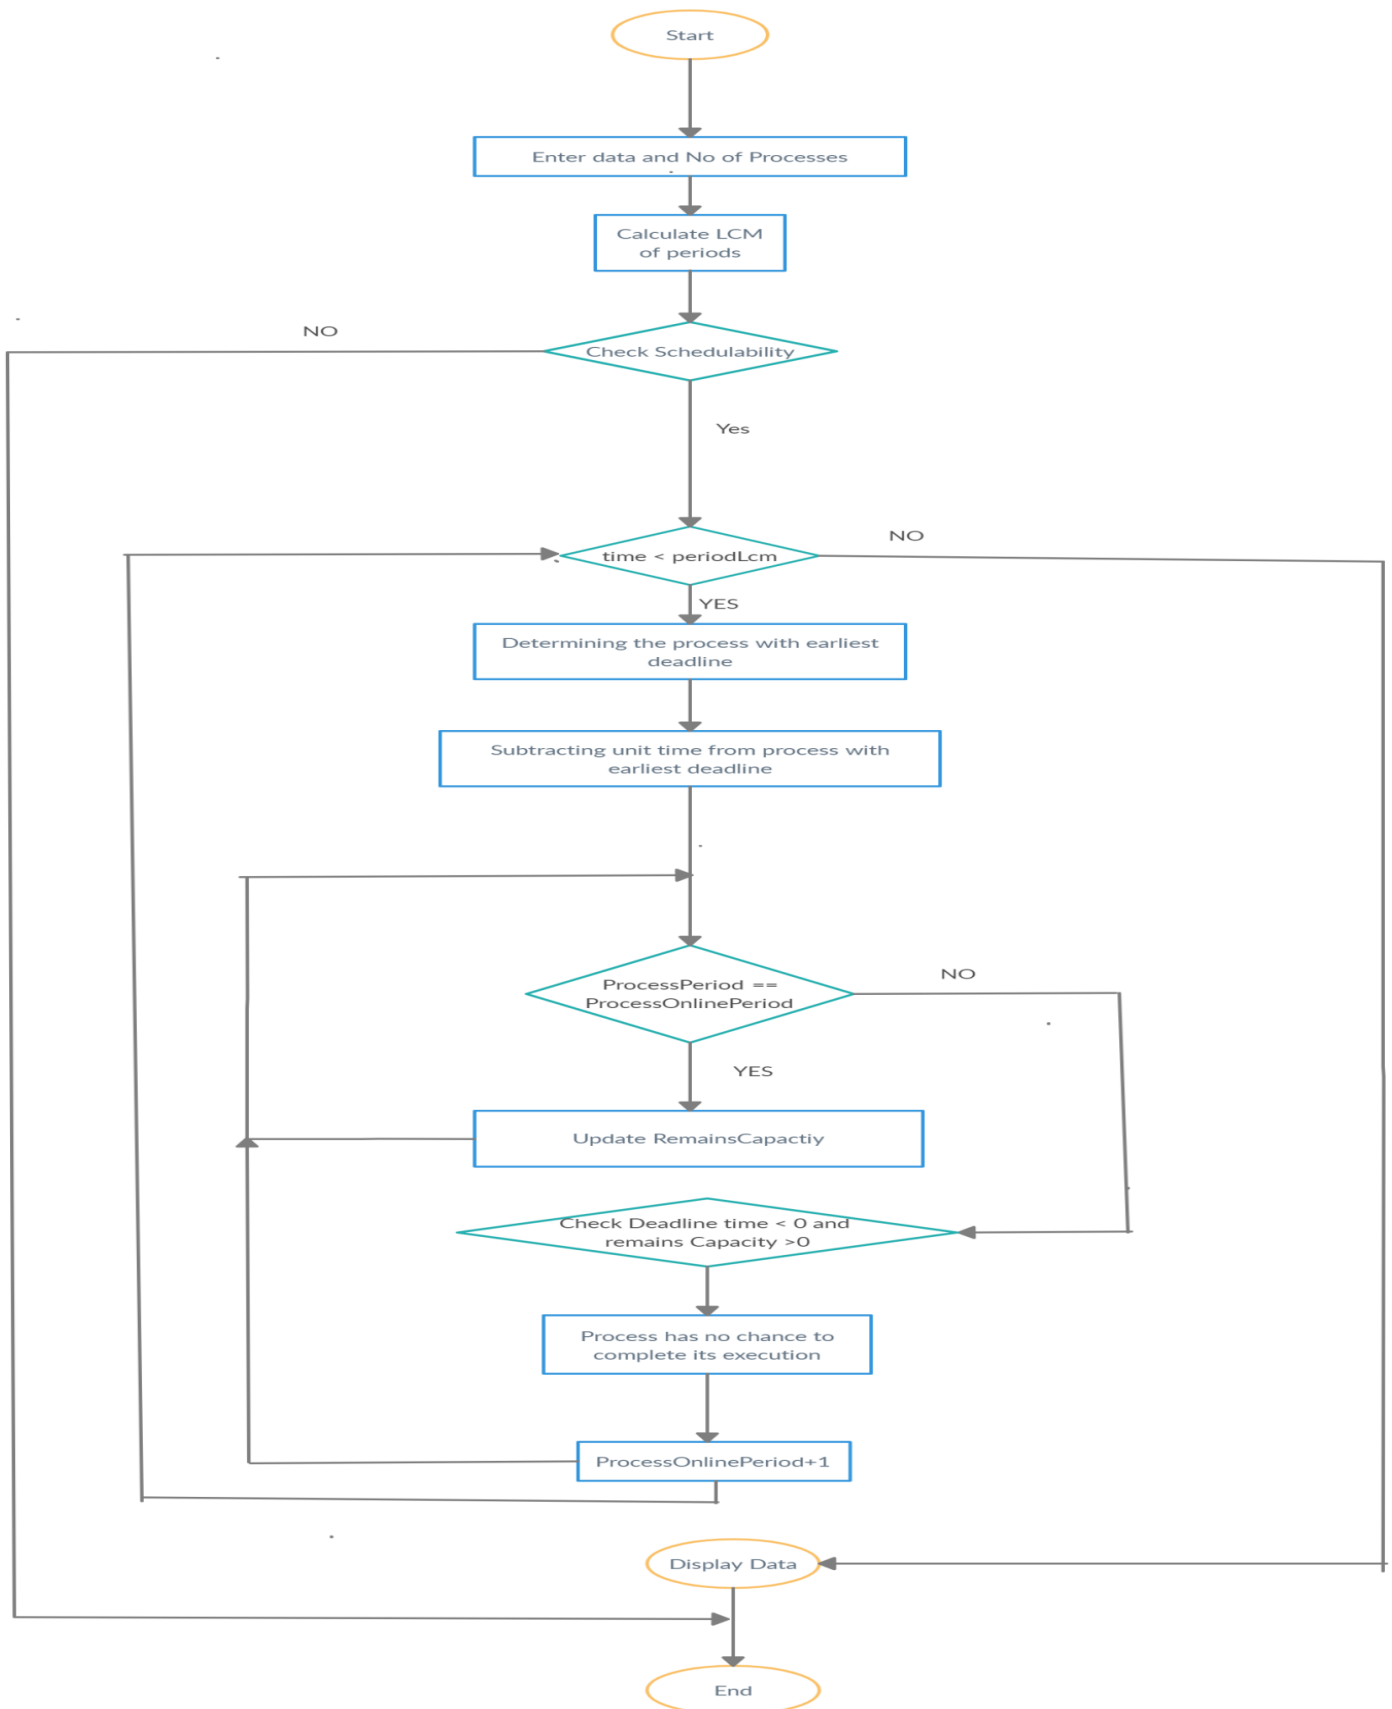 Start
Enter data and No of Processes
Calculate LCM
of periods
NO
Check Schedulability
Yes
NO
time < periodLcm
YES
Determining the process with earliest
deadline
Subtracting unit time from process with
earliest deadline
NO
ProcessPeriod ==
ProcessOnlinePeriod
YES
Update RemainsCapactiy
Check Deadline time < 0 and
remains Capacity >0
Process has no chance to
complete its execution
ProcessOnlinePeriod+1
Display Data
End